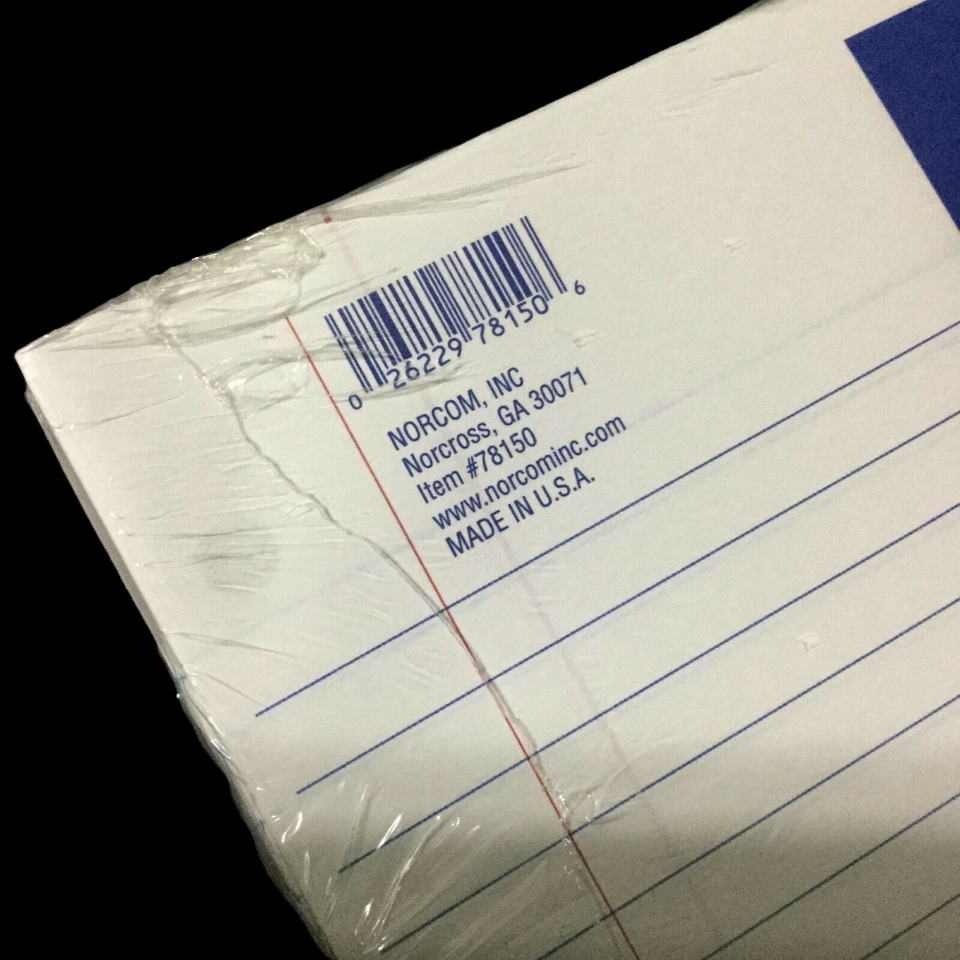 0 26229 78150 6
NORCOM, INC
Norcross, GA 30071
Item #78150
www.norcominc.com
MADE IN U.S.A.